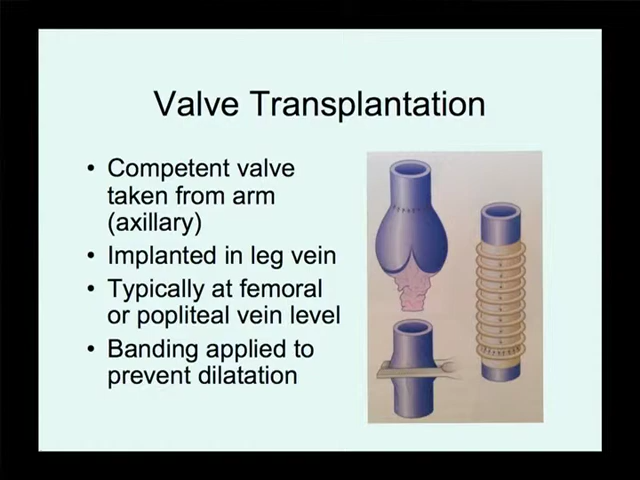 Valve Transplantation
• Competent valve
taken from arm
(axillary)
• Implanted in leg vein
• Typically at femoral
or popliteal vein level
• Banding applied to
prevent dilatation